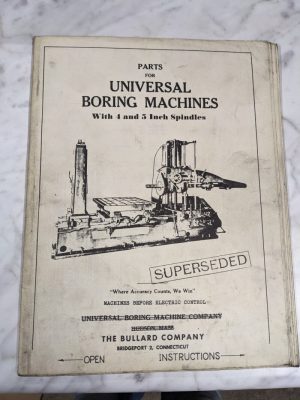 PARTS
FOR
UNIVERSAL
BORING MACHINES
With 4 and 5 Inch Spindles
SUPERSEDED
"Where Accuracy Counts, We Win"
MACHINES BEFORE ELECTRIC CONTROL
UNIVERSAL BORING MACHINE COMPANY
HUDSON, MASS
THE BULLARD COMPANY
BRIDGEPORT 2, CONNECTICUT
OPEN INSTRUCTIONS